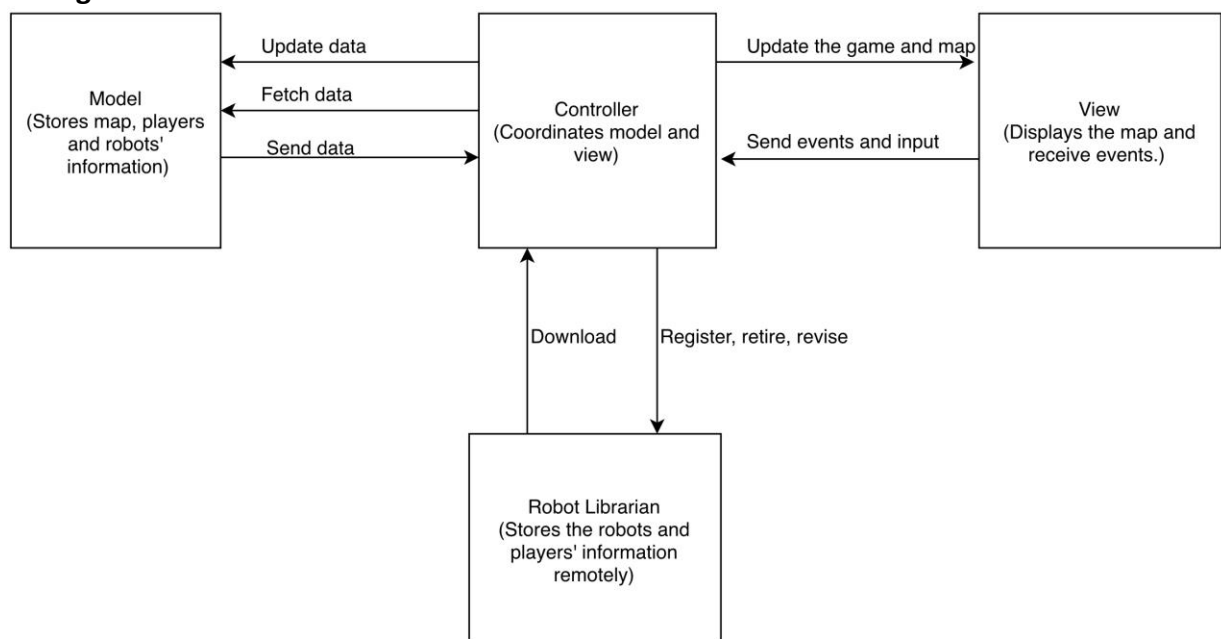 Update data
Fetch data
Send data
Model
(Stores map, players
and robots'
information)
Controller
(Coordinates model and
view)
Update the game and map
Send events and input
View
(Displays the map and
receive events.)
Download
Register, retire, revise
Robot Librarian
(Stores the robots and
players' information
remotely)